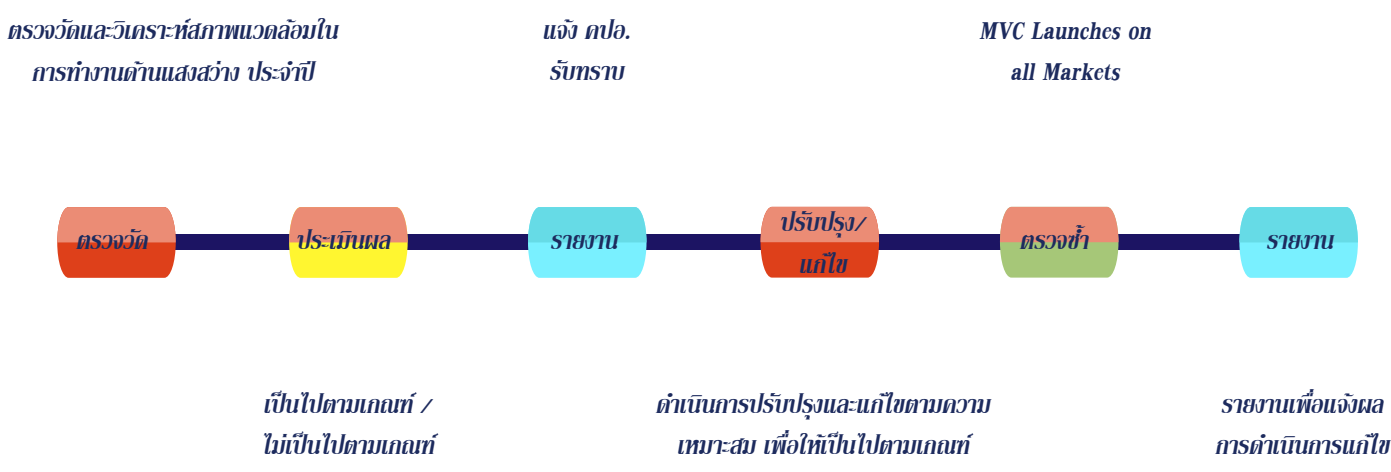 ตรวจวัดและวิเคราะห์สภาพแวดล้อมใน
การทำงานด้านแสงสว่าง ประจำปี
แจ้ง คปอ.
รับทราบ
MVC Launches on
all Markets
ตรวจวัด
ประเมินผล
รายงาน
ปรับปรุง/
แก้ไข
ตรวจซ้ำ
รายงาน
เป็นไปตามเกณฑ์ /
ไม่เป็นไปตามเกณฑ์
ดำเนินการปรับปรุงและแก้ไขตามความ
เหมาะสม เพื่อให้เป็นไปตามเกณฑ์
รายงานเพื่อแจ้งผล
การดำเนินการแก้ไข